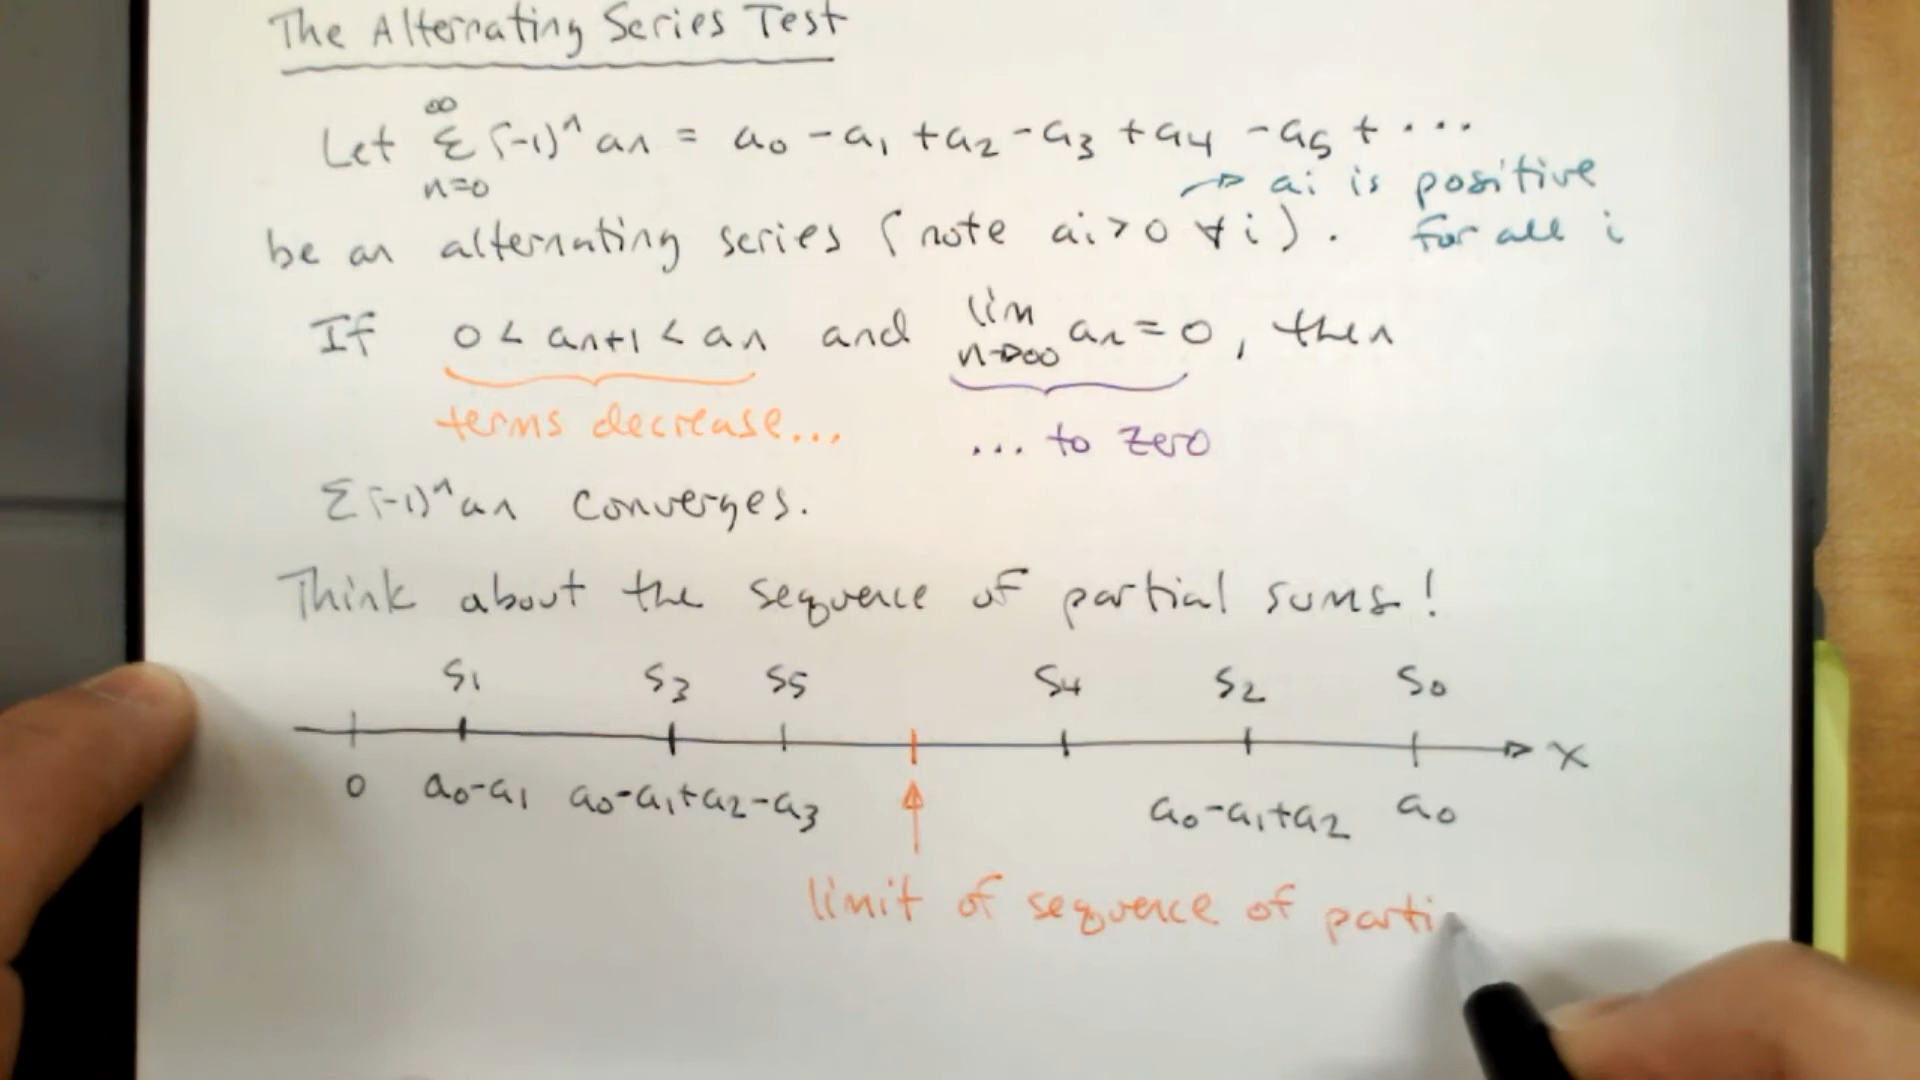 The Alternating Series Test
Let ∞Σn=0 (-1)^n an = a0 - a1 + a2 - a3 + a4 - a5 + ...
→ ai is positive
be an alternating series (note ai > 0 ∀ i). for all i
If 0 < an+1 < an and lim n→∞ an = 0, then
terms decrease... ... to zero
Σ(-1)^n an converges.
Think about the sequence of partial sums!
S1 S3 S5 S4 S2 S0
x
0 a0-a1 a0-a1+a2-a3 a0-a1+a2 a0
limit of sequence of parti